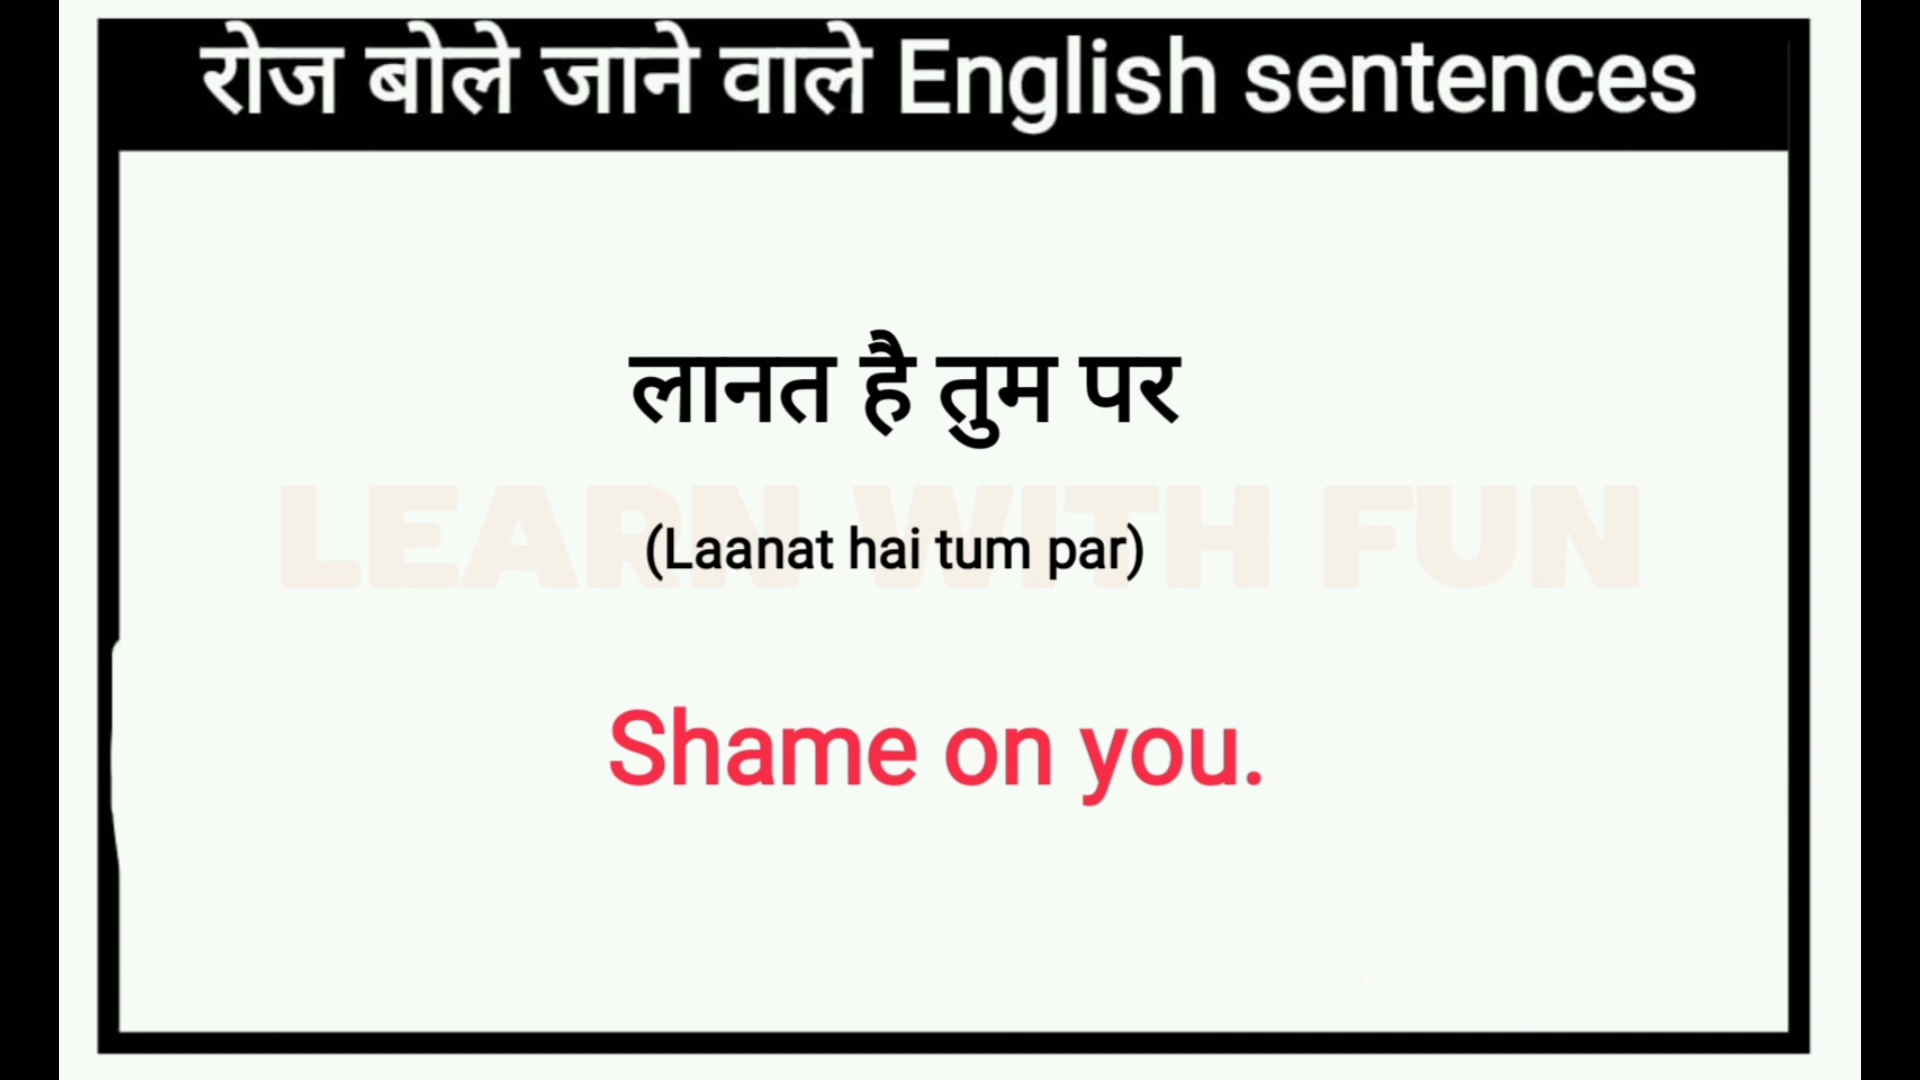 रोज बोले जाने वाले English sentences
लानत है तुम पर
LEARN WITH FUN
(Laanat hai tum par)
Shame on you.